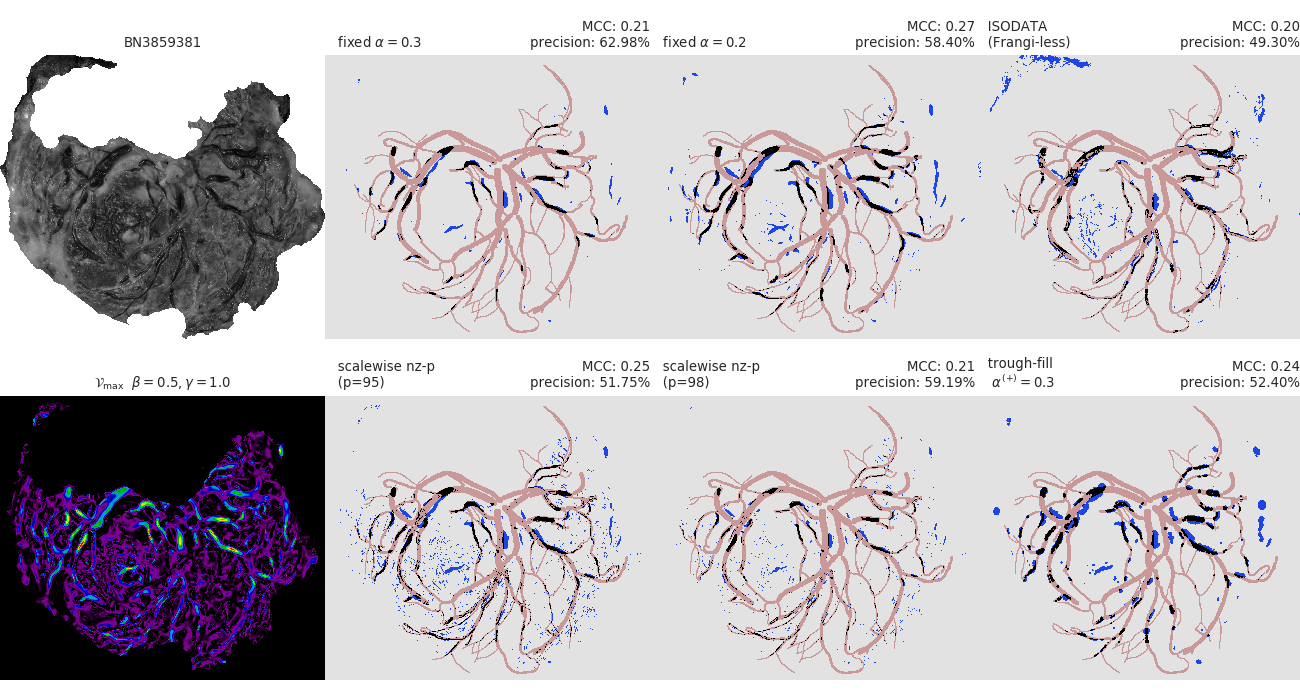 BN3859381
fixed α = 0.3
MCC: 0.21
precision: 62.98%
fixed α = 0.2
MCC: 0.27
precision: 58.40%
ISODATA
(Frangi-less)
MCC: 0.20
precision: 49.30%
𝒱max β = 0.5, γ = 1.0
scalewise nz-p
(p=95)
MCC: 0.25
precision: 51.75%
scalewise nz-p
(p=98)
MCC: 0.21
precision: 59.19%
trough-fill
α(+) = 0.3
MCC: 0.24
precision: 52.40%